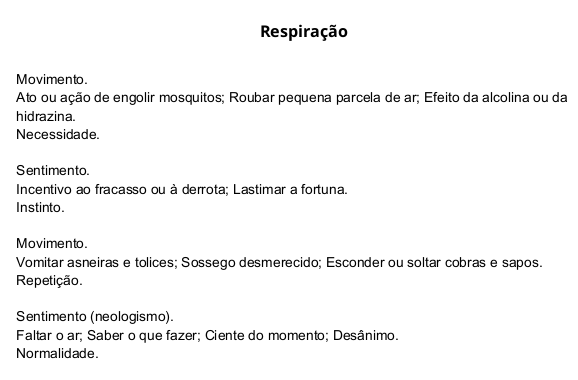 Respiração
Movimento.
Ato ou ação de engolir mosquitos; Roubar pequena parcela de ar; Efeito da alcolina ou da
hidrazina.
Necessidade.
Sentimento.
Incentivo ao fracasso ou à derrota; Lastimar a fortuna.
Instinto.
Movimento.
Vomitar asneiras e tolices; Sossego desmerecido; Esconder ou soltar cobras e sapos.
Repetição.
Sentimento (neologismo).
Faltar o ar; Saber o que fazer; Ciente do momento; Desânimo.
Normalidade.